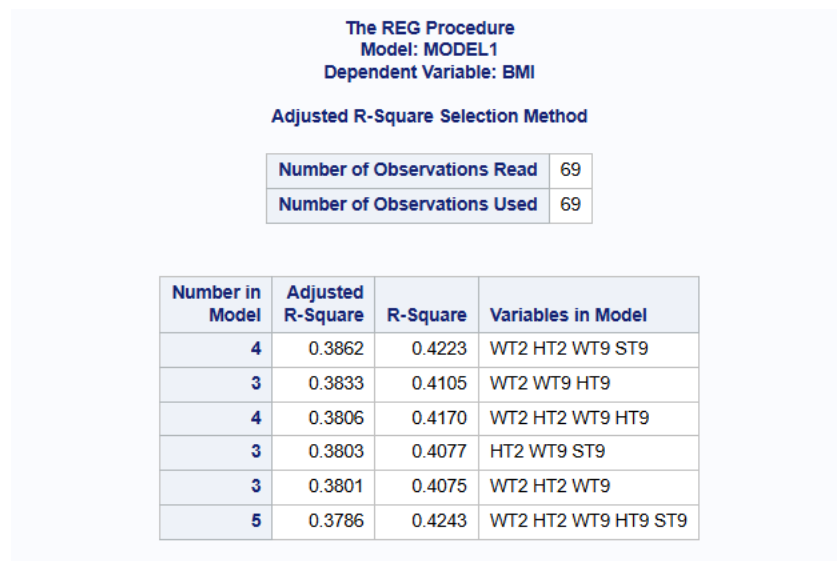 The REG Procedure
Model: MODEL1
Dependent Variable: BMI
Adjusted R-Square Selection Method
Number of Observations Read 69
Number of Observations Used 69
Number in Model Adjusted R-Square R-Square Variables in Model
4 0.3862 0.4223 WT2 HT2 WT9 ST9
3 0.3833 0.4105 WT2 WT9 HT9
4 0.3806 0.4170 WT2 HT2 WT9 HT9
3 0.3803 0.4077 HT2 WT9 ST9
3 0.3801 0.4075 WT2 HT2 WT9
5 0.3786 0.4243 WT2 HT2 WT9 HT9 ST9